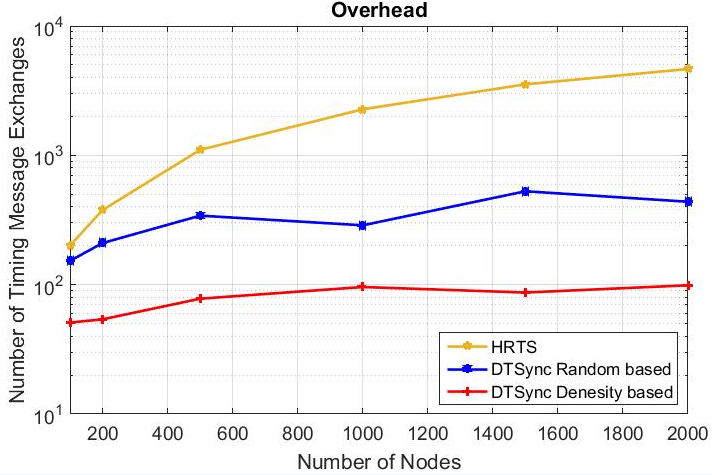 Overhead
Number of Timing Message Exchanges
10^4
10^3
10^2
10^1
200 400 600 800 1000 1200 1400 1600 1800 2000
Number of Nodes
HRTS
DTSync Random based
DTSync Denesity based